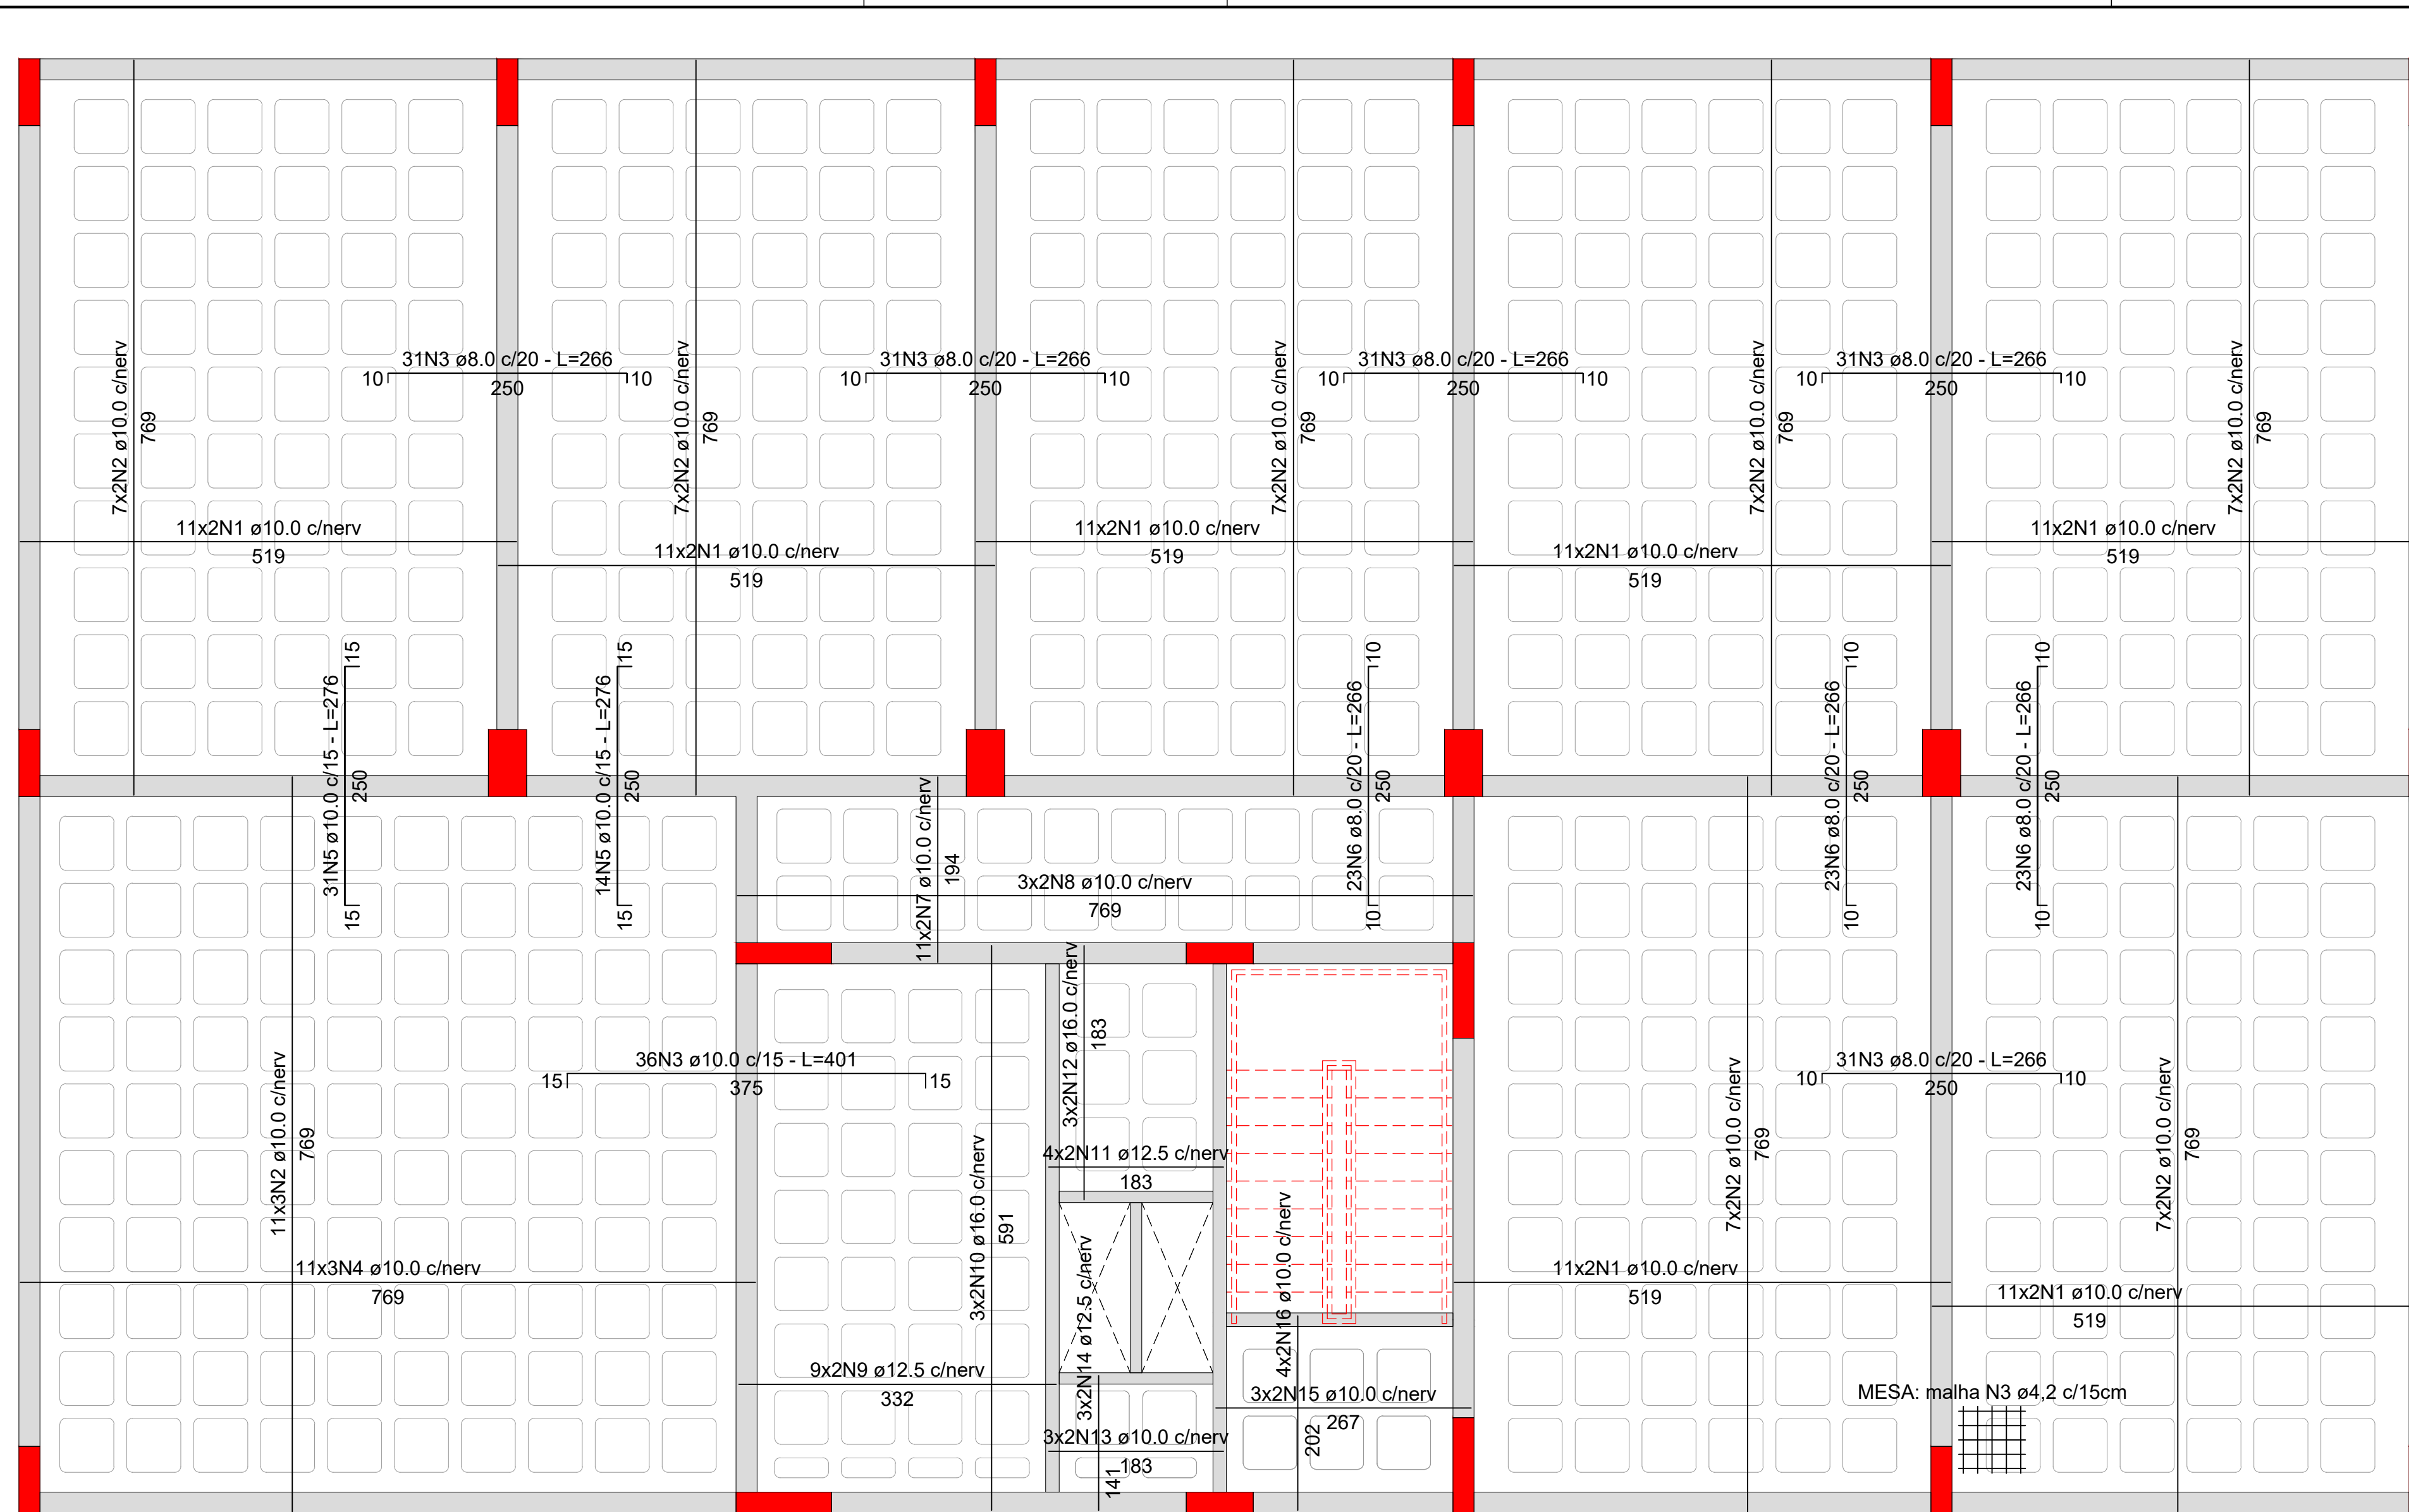 31N3 ø8.0 c/20 - L=266
10
10
250
31N3 ø8.0 c/20 - L=266
10
10
250
31N3 ø8.0 c/20 - L=266
10
10
250
31N3 ø8.0 c/20 - L=266
10
10
250
7x2N2 ø10.0 c/nerv
769
7x2N2 ø10.0 c/nerv
769
7x2N2 ø10.0 c/nerv
769
7x2N2 ø10.0 c/nerv
769
7x2N2 ø10.0 c/nerv
769
11x2N1 ø10.0 c/nerv
519
11x2N1 ø10.0 c/nerv
519
11x2N1 ø10.0 c/nerv
519
11x2N1 ø10.0 c/nerv
519
11x2N1 ø10.0 c/nerv
519
15
31N5 ø10.0 c/15 - L=276
250
15
15
14N5 ø10.0 c/15 - L=276
250
15
10
23N6 ø8.0 c/20 - L=266
250
10
10
23N6 ø8.0 c/20 - L=266
250
10
10
23N6 ø8.0 c/20 - L=266
250
10
11x2N7 ø10.0 c/nerv
194
3x2N8 ø10.0 c/nerv
769
36N3 ø10.0 c/15 - L=401
15
15
375
3x2N12 ø16.0 c/nerv
183
31N3 ø8.0 c/20 - L=266
10
10
250
11x3N2 ø10.0 c/nerv
769
3x2N10 ø16.0 c/nerv
591
4x2N11 ø12.5 c/nerv
183
7x2N2 ø10.0 c/nerv
769
7x2N2 ø10.0 c/nerv
769
11x3N4 ø10.0 c/nerv
769
3x2N14 ø12.5 c/nerv
141
4x2N16 ø10.0 c/nerv
202
11x2N1 ø10.0 c/nerv
519
11x2N1 ø10.0 c/nerv
519
9x2N9 ø12.5 c/nerv
332
3x2N15 ø10.0 c/nerv
267
MESA: malha N3 ø4,2 c/15cm
3x2N13 ø10.0 c/nerv
183